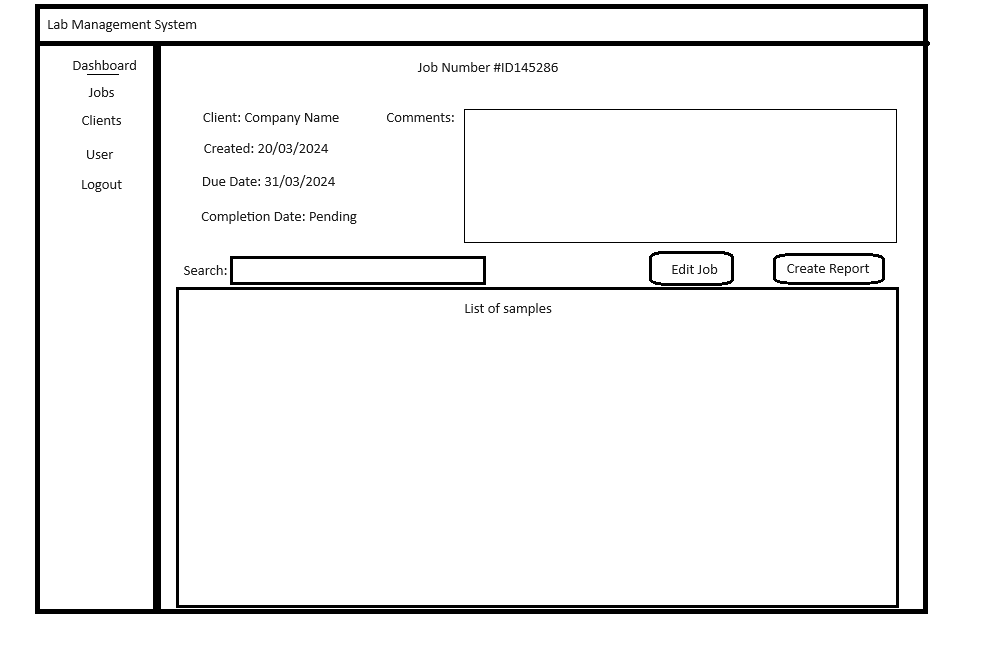 Lab Management System
Dashboard
Jobs
Clients
User
Logout
Job Number #ID145286
Client: Company Name
Comments:
Created: 20/03/2024
Due Date: 31/03/2024
Completion Date: Pending
Search:
Edit Job
Create Report
List of samples